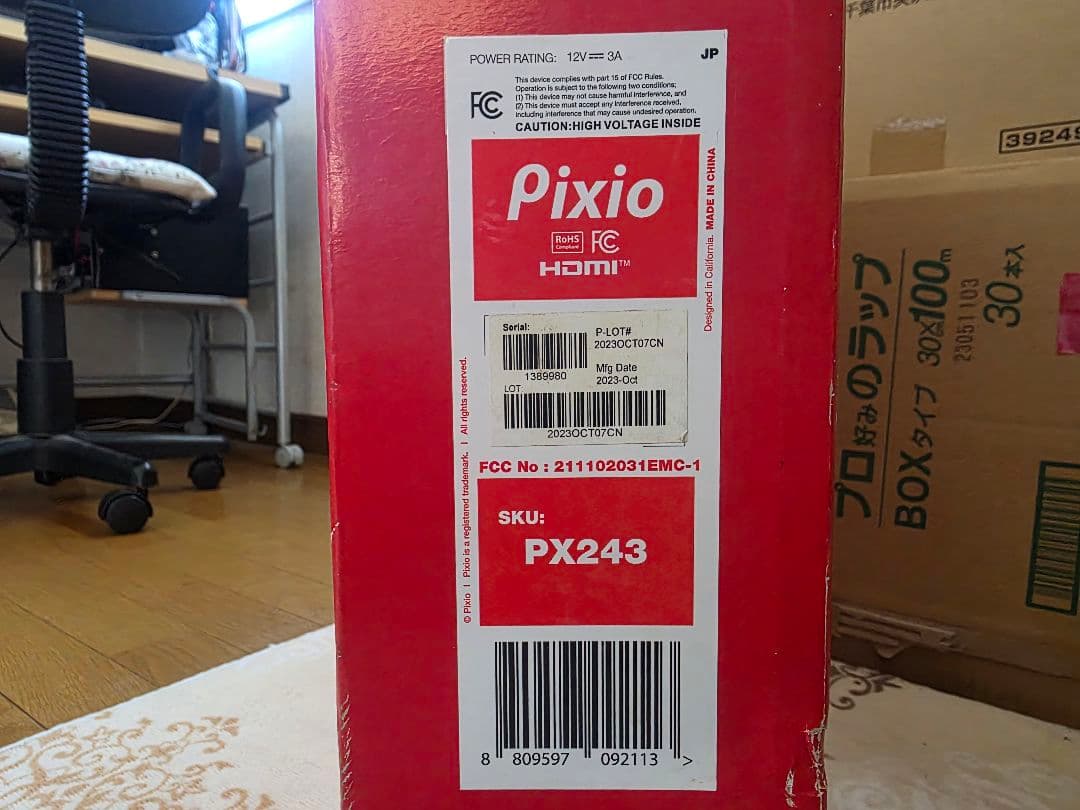 POWER RATING: 12V⎓3A
JP
FC
This device complies with part 15 of FCC Rules.
Operation is subject to the following two conditions;
(1) This device may not cause harmful Interference, and
(2) This device must accept any Interference received,
including interference that may cause undesired operation.
CAUTION:HIGH VOLTAGE INSIDE
Pixio
RoHS
Compliant
FC
HDMI™
Designed in California. MADE IN CHINA
Serial:
1389980
P-LOT#
2023OCT07CN
Mfg Date
2023-Oct
LOT:
2023OCT07CN
© Pixio I Pixio is a registered trademark. I All rights reserved.
FCC No : 211102031EMC-1
SKU:
PX243
8 809597 092113 >
39249
プロ好みのラップ
BOXタイプ 30㎝×100m
23051103
30本入